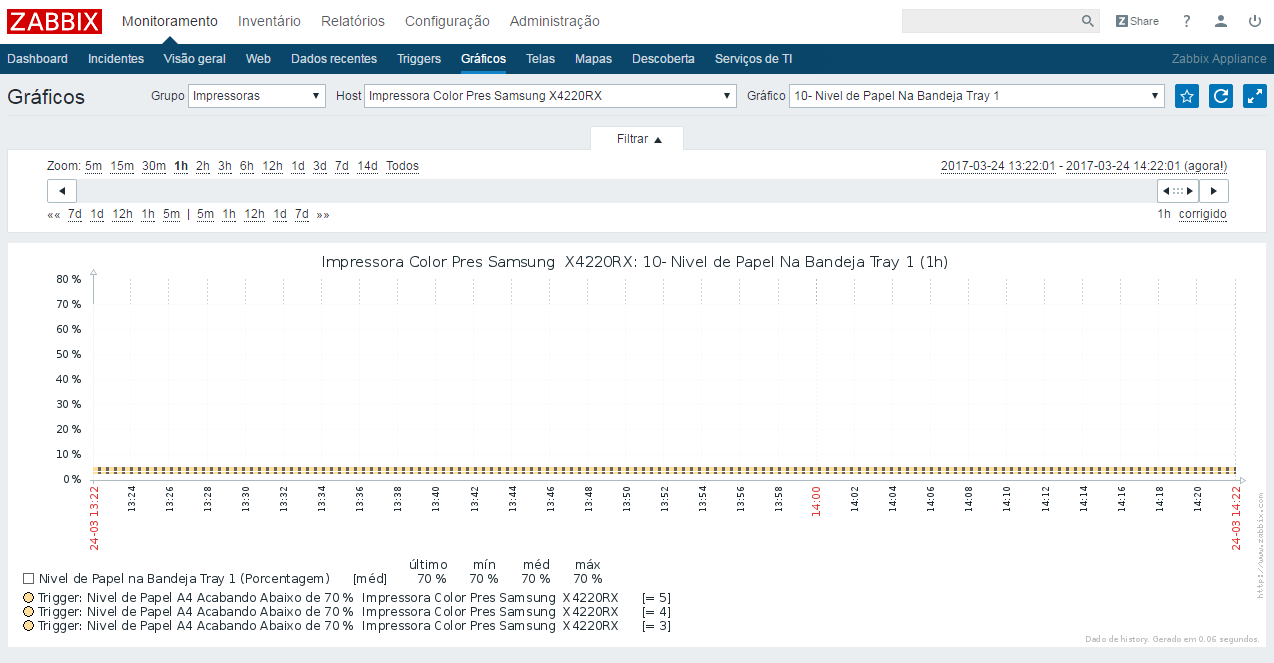 ZABBIX Monitoramento Inventário Relatórios Configuração Administração Z Share ?
Dashboard Incidentes Visão geral Web Dados recentes Triggers Gráficos Telas Mapas Descoberta Serviços de TI Zabbix Appliance
Gráficos Grupo Impressoras Host Impressora Color Pres Samsung X4220RX Gráfico 10- Nivel de Papel Na Bandeja Tray 1
Filtrar
Zoom: 5m 15m 30m 1h 2h 3h 6h 12h 1d 3d 7d 14d Todos 2017-03-24 13:22:01 - 2017-03-24 14:22:01 (agora!)
«« 7d 1d 12h 1h 5m | 5m 1h 12h 1d 7d »» 1h corrigido
Impressora Color Pres Samsung X4220RX: 10- Nivel de Papel Na Bandeja Tray 1 (1h)
80 %
70 %
60 %
50 %
40 %
30 %
20 %
10 %
0 %
24-03 13:22 13:24 13:26 13:28 13:30 13:32 13:34 13:36 13:38 13:40 13:42 13:44 13:46 13:48 13:50 13:52 13:54 13:56 13:58 14:00 14:02 14:04 14:06 14:08 14:10 14:12 14:14 14:16 14:18 14:20 24-03 14:22
http://www.zabbix.com
último mín méd máx
Nivel de Papel na Bandeja Tray 1 (Porcentagem) [méd] 70 % 70 % 70 % 70 %
Trigger: Nivel de Papel A4 Acabando Abaixo de 70 % Impressora Color Pres Samsung X4220RX [= 5]
Trigger: Nivel de Papel A4 Acabando Abaixo de 70 % Impressora Color Pres Samsung X4220RX [= 4]
Trigger: Nivel de Papel A4 Acabando Abaixo de 70 % Impressora Color Pres Samsung X4220RX [= 3]
Dado de history. Gerado em 0.06 segundos.